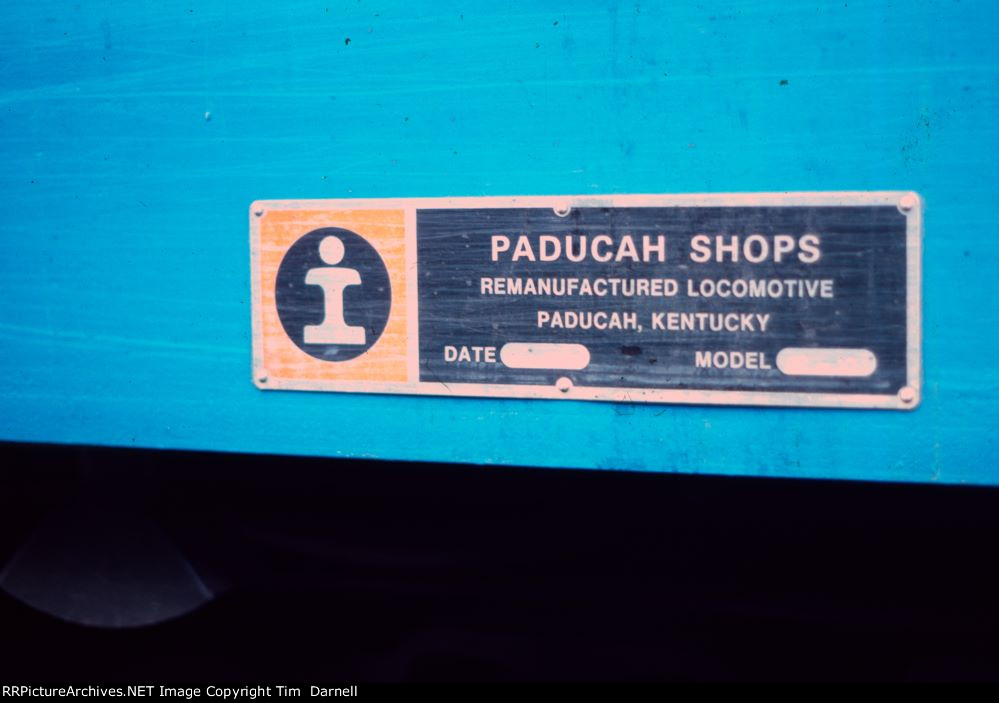 PADUCAH SHOPS
REMANUFACTURED LOCOMOTIVE
PADUCAH, KENTUCKY
DATE MODEL
RRPictureArchives.NET Image Copyright Tim Darnell